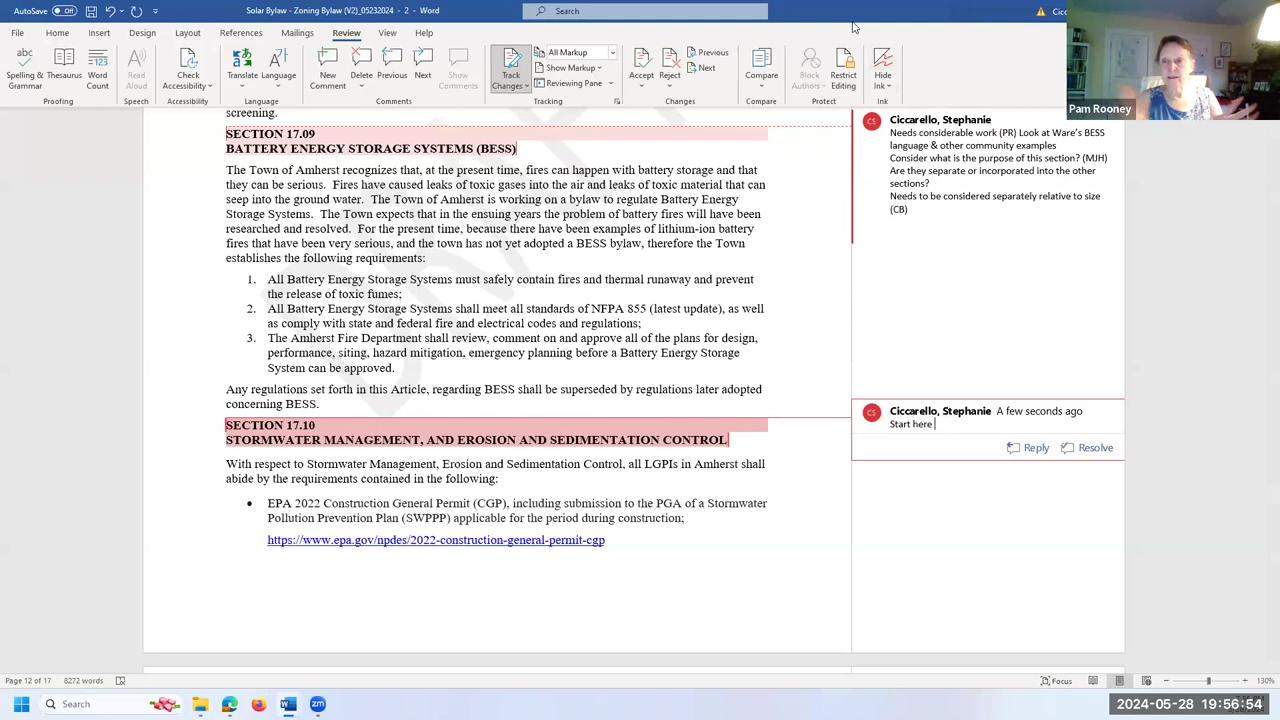 AutoSave Off
Solar Bylaw - Zoning Bylaw (V2)_05232024 - 2 - Word
Search
Cicc
File Home Insert Draw Design Layout References Mailings Review View Help
Spelling & Grammar
Thesaurus
Word Count
Read Aloud
Check Accessibility
Translate
Language
New Comment
Delete
Previous
Next
Show Comments
Track Changes
All Markup
Show Markup
Reviewing Pane
Accept
Reject
Previous
Next
Compare
Block Authors
Restrict Editing
Hide Ink
Proofing
Speech
Accessibility
Language
Comments
Tracking
Changes
Compare
Protect
Ink
Pam Rooney
screening.
SECTION 17.09
BATTERY ENERGY STORAGE SYSTEMS (BESS)
The Town of Amherst recognizes that, at the present time, fires can happen with battery storage and that
they can be serious. Fires have caused leaks of toxic gases into the air and leaks of toxic material that can
seep into the ground water. The Town of Amherst is working on a bylaw to regulate Battery Energy
Storage Systems. The Town expects that in the ensuing years the problem of battery fires will have been
researched and resolved. For the present time, because there have been examples of lithium-ion battery
fires that have been very serious, and the town has not yet adopted a BESS bylaw, therefore the Town
establishes the following requirements:
1. All Battery Energy Storage Systems must safely contain fires and thermal runaway and prevent
the release of toxic fumes;
2. All Battery Energy Storage Systems shall meet all standards of NFPA 855 (latest update), as well
as comply with state and federal fire and electrical codes and regulations;
3. The Amherst Fire Department shall review, comment on and approve all of the plans for design,
performance, siting, hazard mitigation, emergency planning before a Battery Energy Storage
System can be approved.
Any regulations set forth in this Article, regarding BESS shall be superseded by regulations later adopted
concerning BESS.
SECTION 17.10
STORMWATER MANAGEMENT, AND EROSION AND SEDIMENTATION CONTROL
With respect to Stormwater Management, Erosion and Sedimentation Control, all LGPIs in Amherst shall
abide by the requirements contained in the following:
• EPA 2022 Construction General Permit (CGP), including submission to the PGA of a Stormwater
Pollution Prevention Plan (SWPPP) applicable for the period during construction;
https://www.epa.gov/npdes/2022-construction-general-permit-cgp
CS Ciccarello, Stephanie
Needs considerable work (PR) Look at Ware's BESS
language & other community examples
Consider what is the purpose of this section? (MJH)
Are they separate or incorporated into the other
sections?
Needs to be considered separately relative to size
(CB)
CS Ciccarello, Stephanie A few seconds ago
Start here
Reply Resolve
Page 12 of 17 8272 words
Focus
130%
Search
2024-05-28 19:56:54